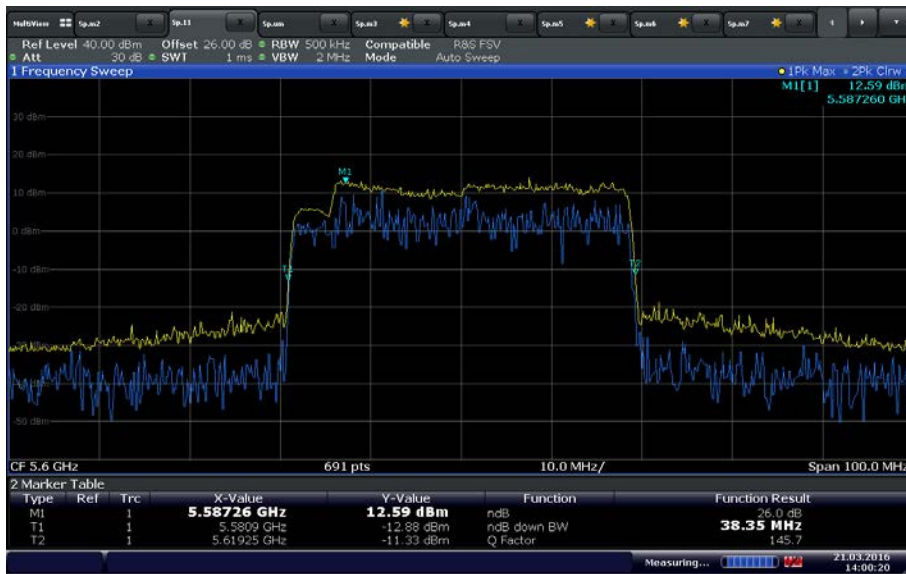 MultiView Sp.m2 X Sp.11 X Sp.um X Sp.m3 X Sp.m4 X Sp.m5 X Sp.m6 X Sp.m7 X
Ref Level 40.00 dBm Offset 26.00 dB RBW 500 kHz Compatible R&S FSV
Att 30 dB SWT 1 ms VBW 2 MHz Mode Auto Sweep
1 Frequency Sweep 1Pk Max 2Pk Clrw
M1[1] 12.59 dBm
5.587260 GH
30 dBm
20 dBm
M1
10 dBm
0 dBm
T2
-10 dBm
-20 dBm
-50 dBm
CF 5.6 GHz 691 pts 10.0 MHz/ Span 100.0 MHz
2 Marker Table
Type Ref Trc X-Value Y-Value Function Function Result
M1 1 5.58726 GHz 12.59 dBm ndB 26.0 dB
T1 1 5.5809 GHz -12.88 dBm ndB down BW 38.35 MHz
T2 1 5.61925 GHz -11.33 dBm Q Factor 145.7
Measuring... 21.03.2016
14:00:20